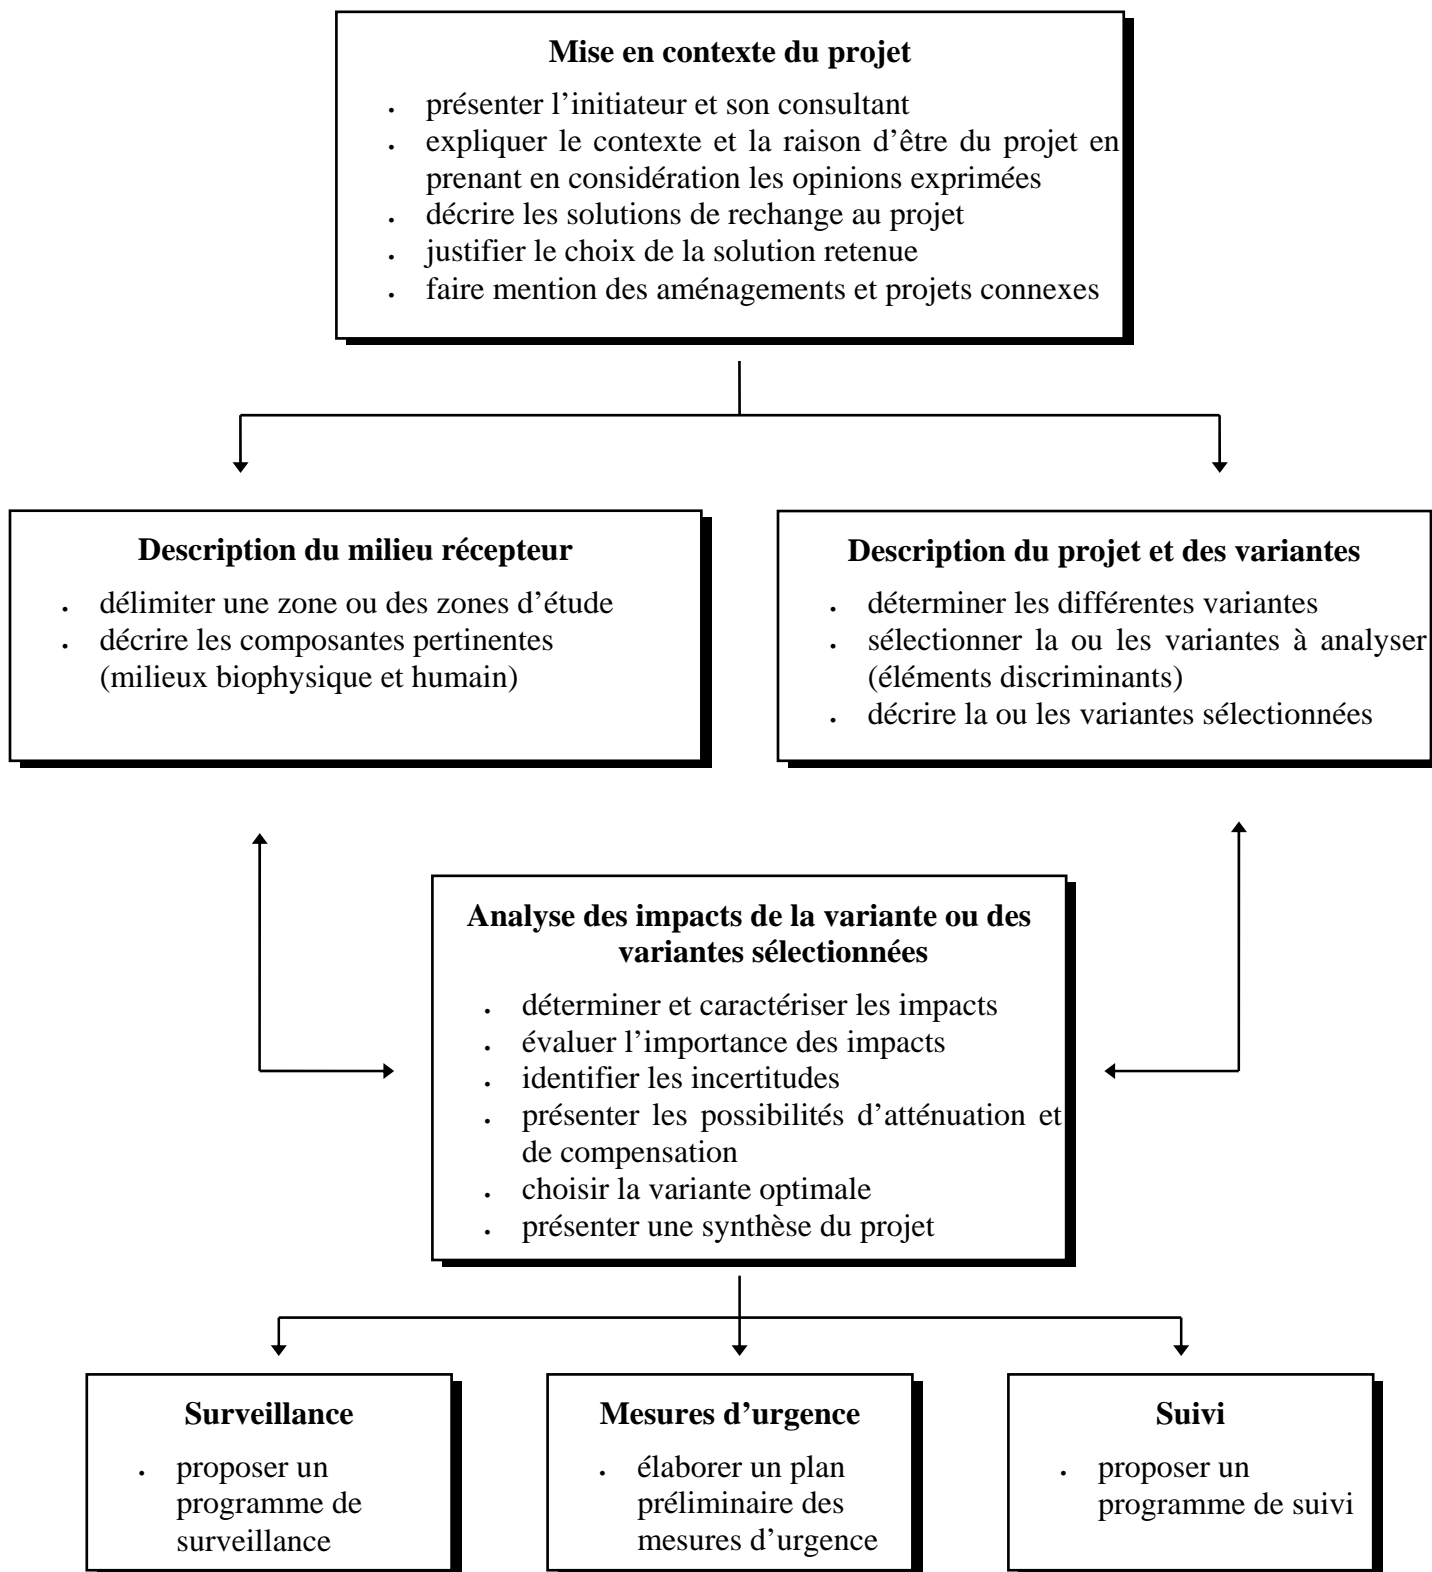 Mise en contexte du projet
. présenter l’initiateur et son consultant
. expliquer le contexte et la raison d’être du projet en
prenant en considération les opinions exprimées
. décrire les solutions de rechange au projet
. justifier le choix de la solution retenue
. faire mention des aménagements et projets connexes
Description du milieu récepteur
. délimiter une zone ou des zones d’étude
. décrire les composantes pertinentes
(milieux biophysique et humain)
Description du projet et des variantes
. déterminer les différentes variantes
. sélectionner la ou les variantes à analyser
(éléments discriminants)
. décrire la ou les variantes sélectionnées
Analyse des impacts de la variante ou des
variantes sélectionnées
. déterminer et caractériser les impacts
. évaluer l’importance des impacts
. identifier les incertitudes
. présenter les possibilités d’atténuation et
de compensation
. choisir la variante optimale
. présenter une synthèse du projet
Surveillance
. proposer un
programme de
surveillance
Mesures d’urgence
. élaborer un plan
préliminaire des
mesures d’urgence
Suivi
. proposer un
programme de suivi